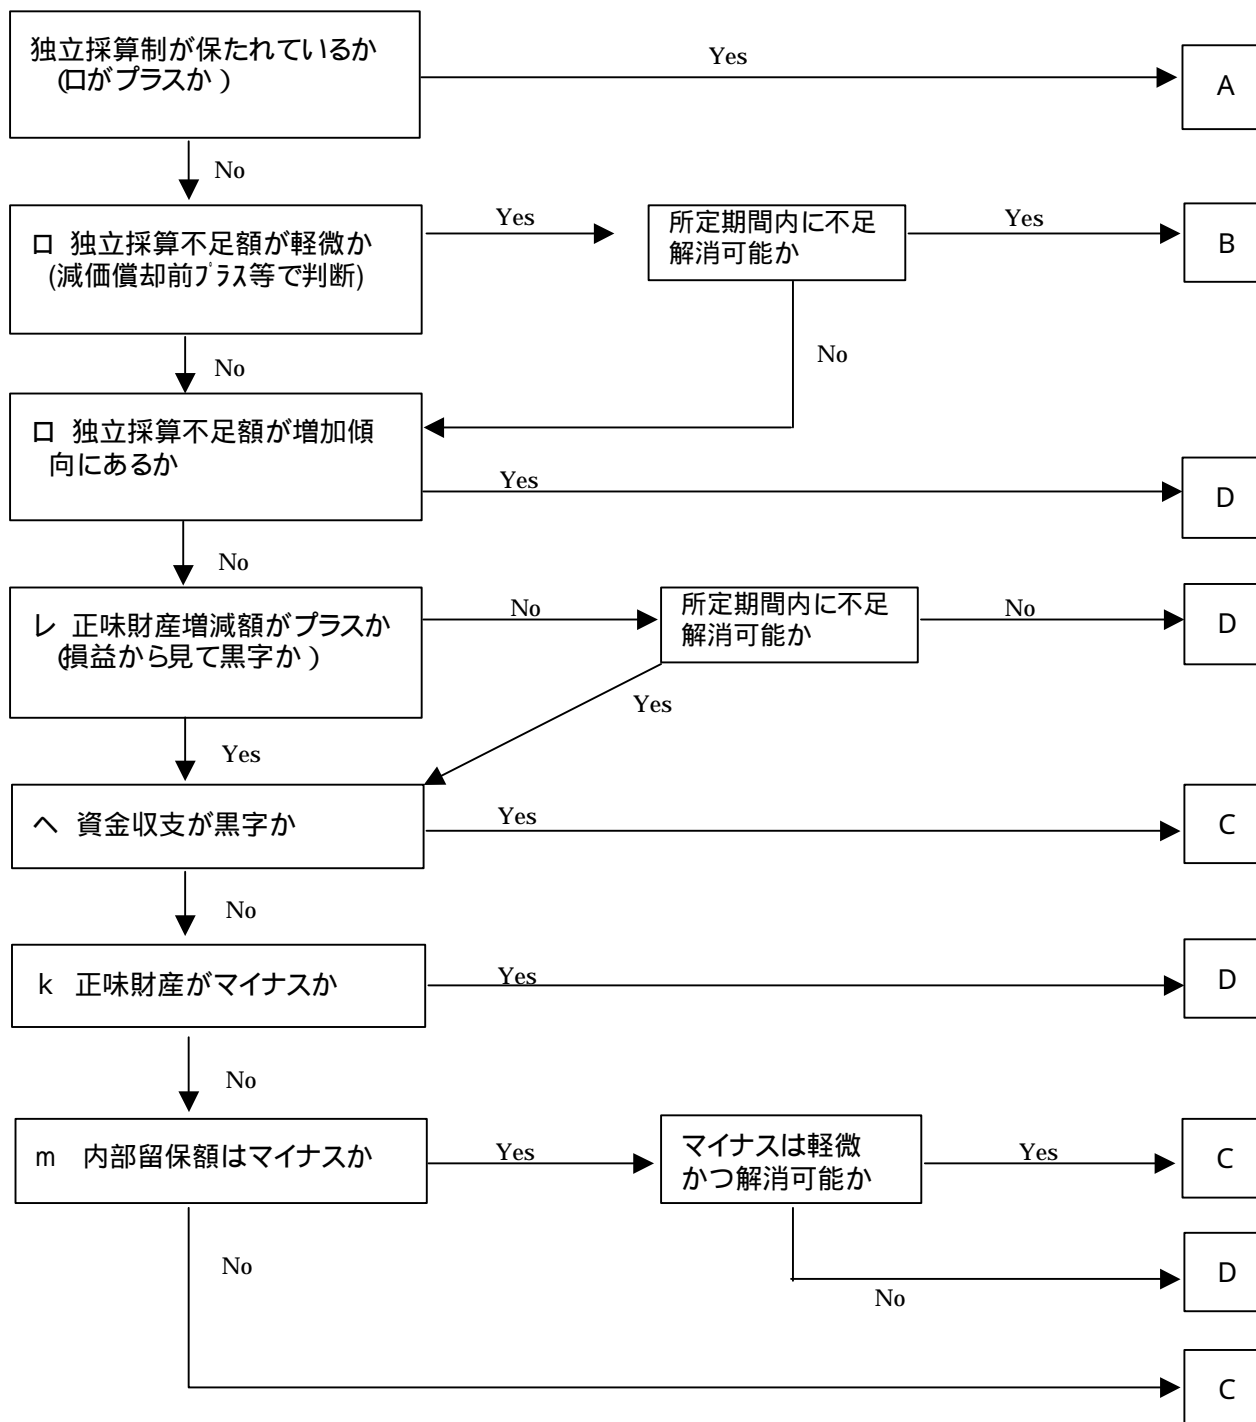 独立採算制が保たれているか
(ロがプラスか)
Yes
A
No
ロ 独立採算不足額が軽微か
(減価償却前プラス等で判断)
Yes
所定期間内に不足
解消可能か
Yes
B
No
No
ロ 独立採算不足額が増加傾
向にあるか
Yes
D
No
レ 正味財産増減額がプラスか
(損益から見て黒字か)
No
所定期間内に不足
解消可能か
No
D
Yes
Yes
ヘ 資金収支が黒字か
Yes
C
No
k 正味財産がマイナスか
Yes
D
No
m 内部留保額はマイナスか
Yes
マイナスは軽微
かつ解消可能か
Yes
C
No
No
D
C